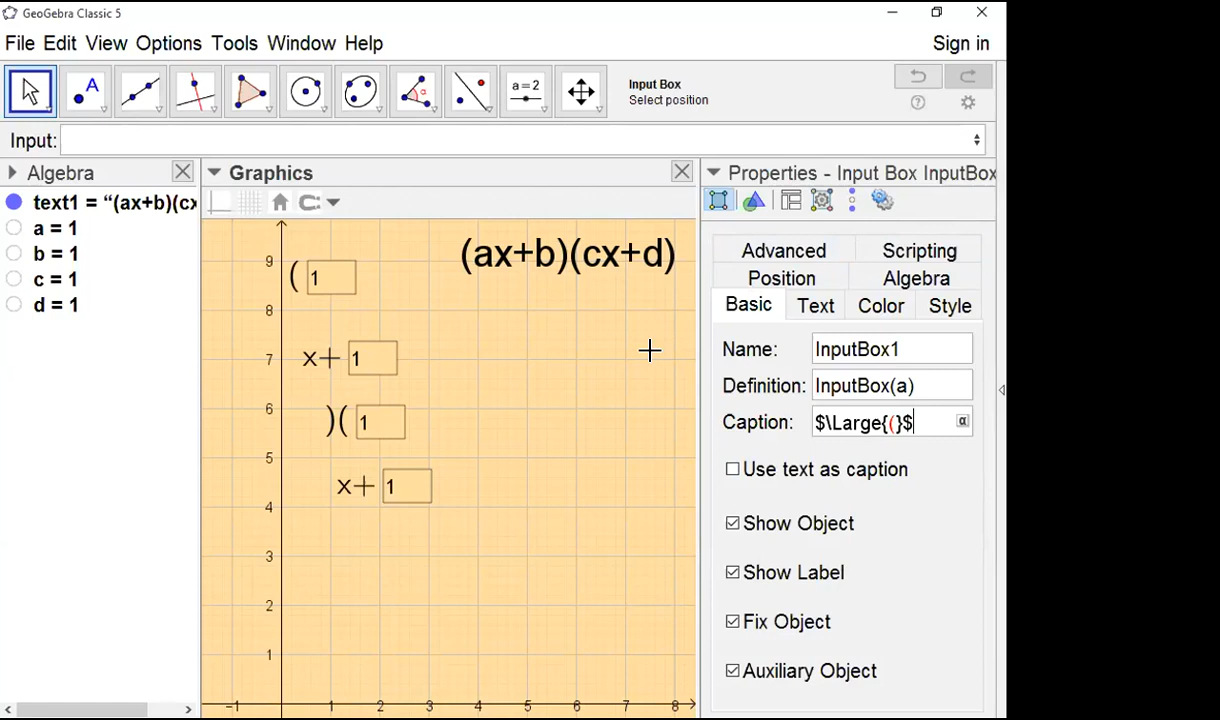 GeoGebra Classic 5
File Edit View Options Tools Window Help
Sign in
A
α
a=2
Input Box
Select position
Input:
Algebra
Graphics
Properties - Input Box InputBox
text1 = “(ax+b)(cx
a = 1
b = 1
c = 1
d = 1
(ax+b)(cx+d)
9
( 1
8
7
x+ 1
6
)( 1
5
x+ 1
4
3
2
1
−1 0 1 2 3 4 5 6 7 8
Advanced Scripting
Position Algebra
Basic Text Color Style
Name: InputBox1
Definition: InputBox(a)
Caption: $\Large{(}$ α
Use text as caption
Show Object
Show Label
Fix Object
Auxiliary Object